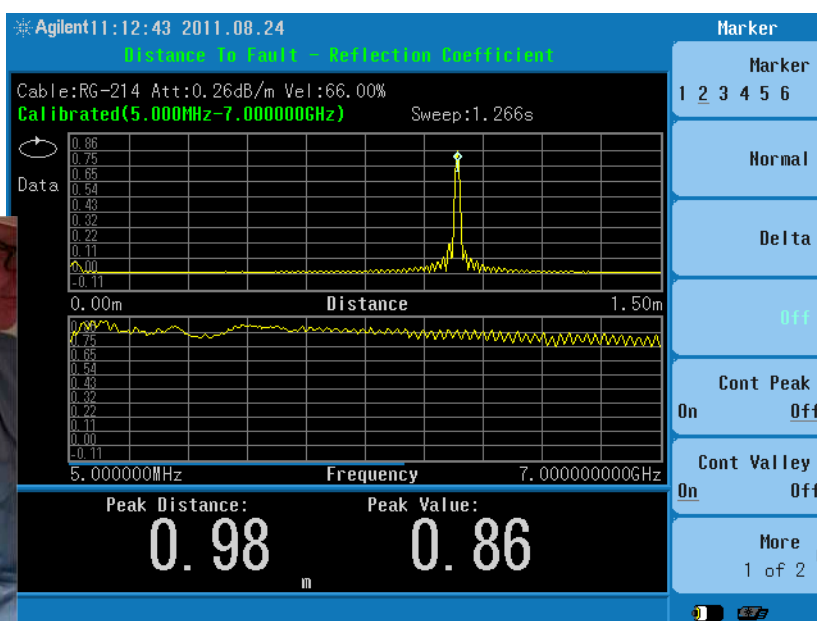 Agilent 11:12:43 2011.08.24
Distance To Fault - Reflection Coefficient
Cable:RG-214 Att:0.26dB/m Vel:66.00%
Calibrated(5.000MHz-7.000000GHz) Sweep:1.266s
Data
0.86
0.75
0.65
0.54
0.43
0.32
0.22
0.11
0.00
-0.11
0.00m Distance 1.50m
0.75
0.65
0.54
0.43
0.32
0.22
0.11
0.00
-0.11
5.000000MHz Frequency 7.000000000GHz
Peak Distance: Peak Value:
0.98 m 0.86
Marker
Marker
1 2 3 4 5 6
Normal
Delta
Off
Cont Peak
On Off
Cont Valley
On Off
More
1 of 2